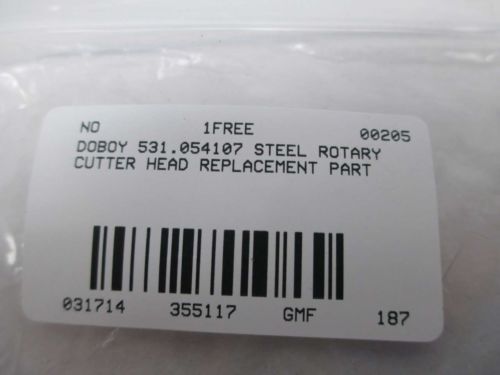 NO 1FREE 00205
DOBOY 531.054107 STEEL ROTARY
CUTTER HEAD REPLACEMENT PART
031714 355117 GMF 187